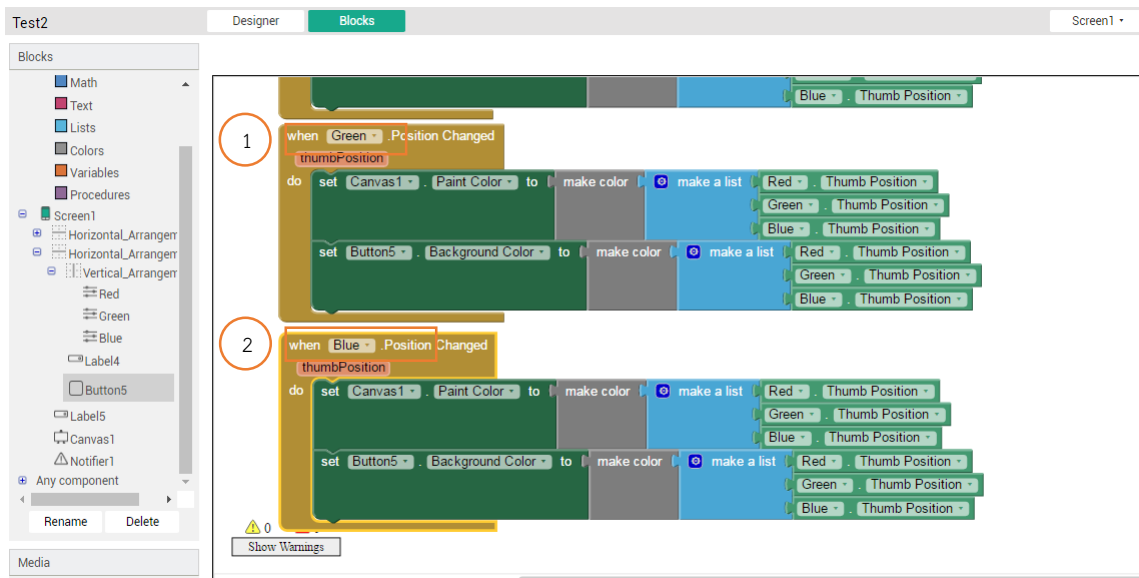 Test2 Designer Blocks Screen1
Blocks
Math
Text
Lists
Colors
Variables
Procedures
Screen1
Horizontal_Arrangem
Horizontal_Arrangem
Vertical_Arrangem
Red
Green
Blue
Label4
Button5
Label5
Canvas1
Notifier1
Any component
Rename Delete
Media
Blue . Thumb Position
1
when Green .Position Changed
thumbPosition
do set Canvas1 . Paint Color to make color make a list Red . Thumb Position
Green . Thumb Position
Blue . Thumb Position
set Button5 . Background Color to make color make a list Red . Thumb Position
Green . Thumb Position
Blue . Thumb Position
2
when Blue .Position Changed
thumbPosition
do set Canvas1 . Paint Color to make color make a list Red . Thumb Position
Green . Thumb Position
Blue . Thumb Position
set Button5 . Background Color to make color make a list Red . Thumb Position
Green . Thumb Position
Blue . Thumb Position
0
Show Warnings